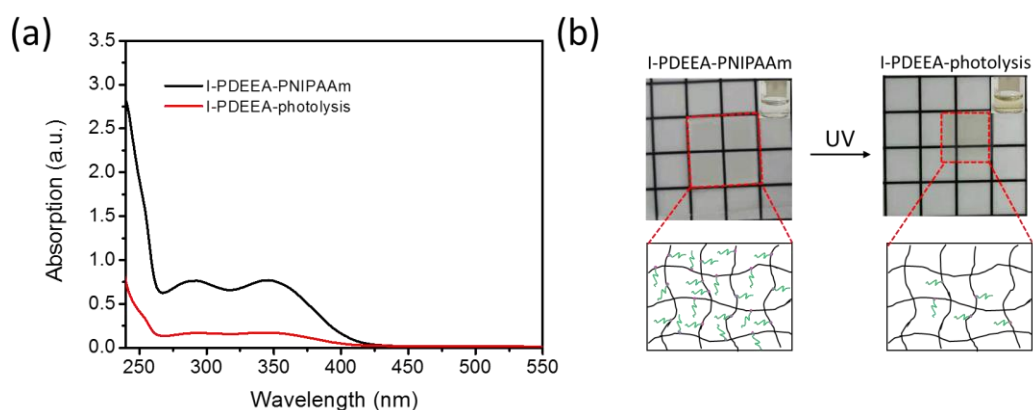 (a)
3.5
3.0
2.5
2.0
1.5
1.0
0.5
0.0
Absorption (a.u.)
I-PDEEA-PNIPAAm
I-PDEEA-photolysis
250 300 350 400 450 500 550
Wavelength (nm)
(b)
I-PDEEA-PNIPAAm
I-PDEEA-photolysis
UV